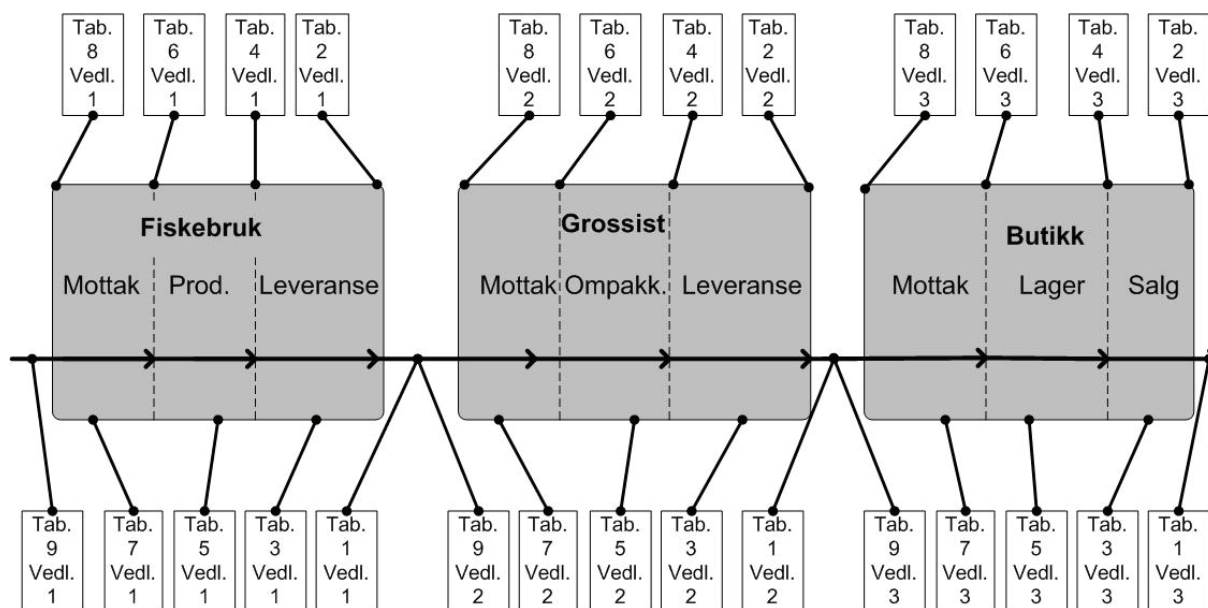 Tab.
8
Vedl.
1
Tab.
6
Vedl.
1
Tab.
4
Vedl.
1
Tab.
2
Vedl.
1
Tab.
8
Vedl.
2
Tab.
6
Vedl.
2
Tab.
4
Vedl.
2
Tab.
2
Vedl.
2
Tab.
8
Vedl.
3
Tab.
6
Vedl.
3
Tab.
4
Vedl.
3
Tab.
2
Vedl.
3
Fiskebruk
Mottak
Prod.
Leveranse
Grossist
Mottak
Ompakk.
Leveranse
Butikk
Mottak
Lager
Salg
Tab.
9
Vedl.
1
Tab.
7
Vedl.
1
Tab.
5
Vedl.
1
Tab.
3
Vedl.
1
Tab.
1
Vedl.
1
Tab.
9
Vedl.
2
Tab.
7
Vedl.
2
Tab.
5
Vedl.
2
Tab.
3
Vedl.
2
Tab.
1
Vedl.
2
Tab.
9
Vedl.
3
Tab.
7
Vedl.
3
Tab.
5
Vedl.
3
Tab.
3
Vedl.
3
Tab.
1
Vedl.
3